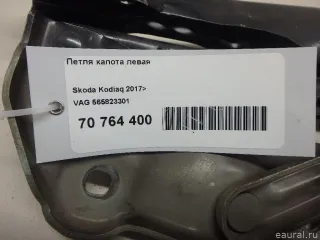 Петля капота левая
Skoda Kodiaq 2017>
VAG 565823301
70 764 400
eaural.ru